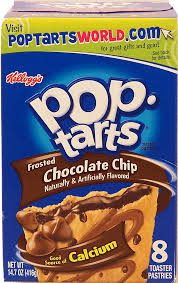 Visit
POPTARTSWORLD.COM
for great gifts and gear!
Kellogg's
POP·
tarts
Frosted
Chocolate Chip
Naturally & Artificially Flavored
Good
Source of Calcium
NET WT
14.7 OZ (416g)
8
TOASTER
PASTRIES